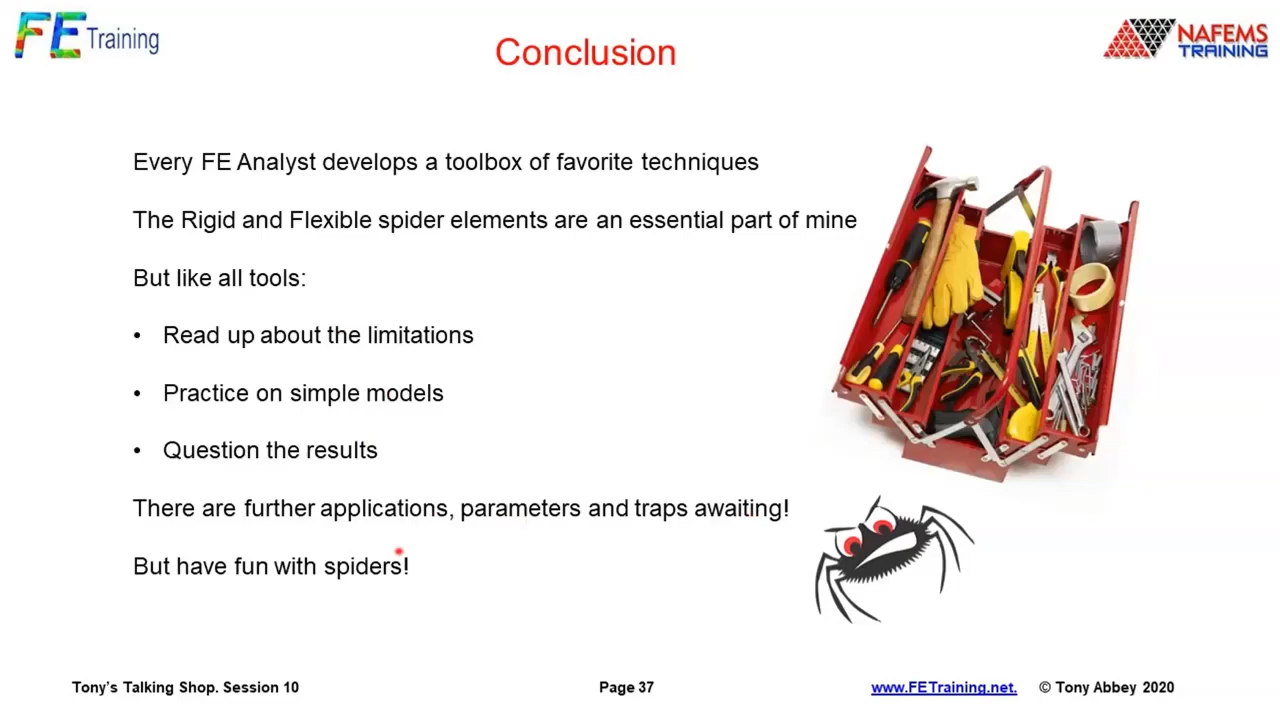 FE Training
Conclusion
NAFEMS
TRAINING
Every FE Analyst develops a toolbox of favorite techniques
The Rigid and Flexible spider elements are an essential part of mine
But like all tools:
• Read up about the limitations
• Practice on simple models
• Question the results
There are further applications, parameters and traps awaiting!
But have fun with spiders!
Tony’s Talking Shop. Session 10
Page 37
www.FETraining.net.
© Tony Abbey 2020